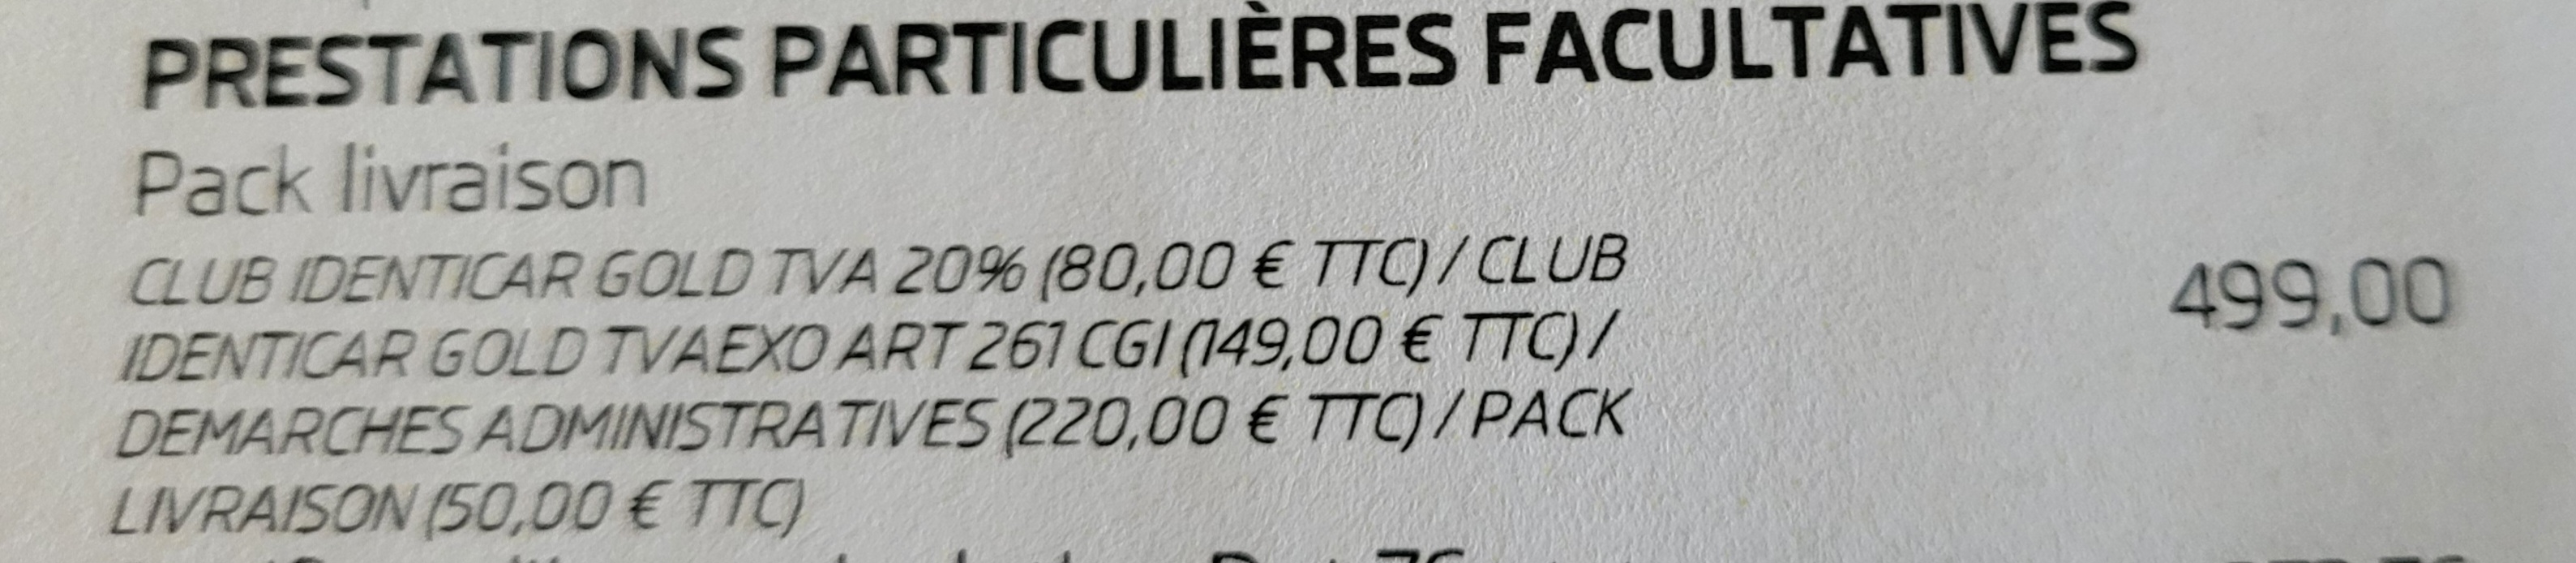 PRESTATIONS PARTICULIÈRES FACULTATIVES
Pack livraison
CLUB IDENTICAR GOLD TVA 20% (80,00 € TTC) / CLUB
499,00
IDENTICAR GOLD TVAEXO ART 261 CGI (149,00 € TTC) /
DEMARCHES ADMINISTRATIVES (220,00 € TTC) / PACK
LIVRAISON (50,00 € TTC)